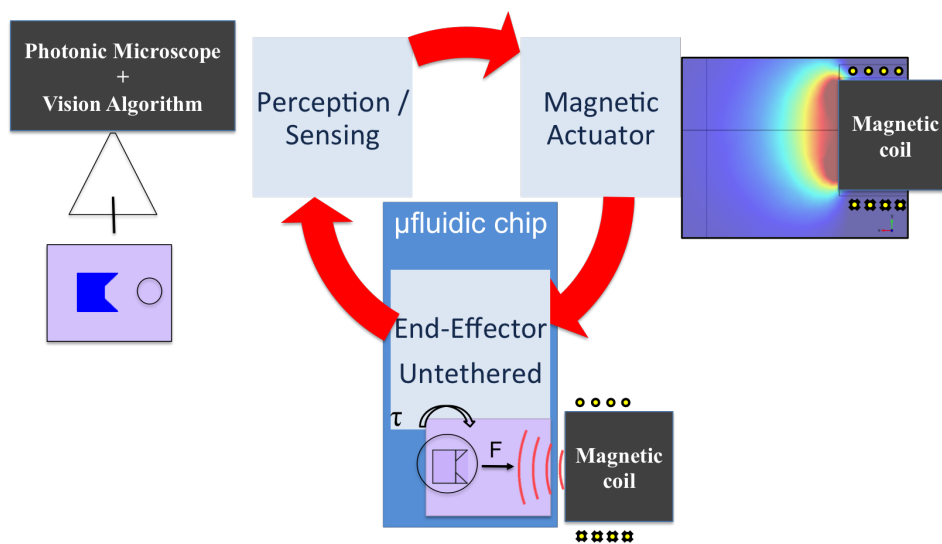 Photonic Microscope
+
Vision Algorithm
Perception /
Sensing
Magnetic
Actuator
Magnetic
coil
µfluidic chip
End-Effector
Untethered
τ
F
Magnetic
coil